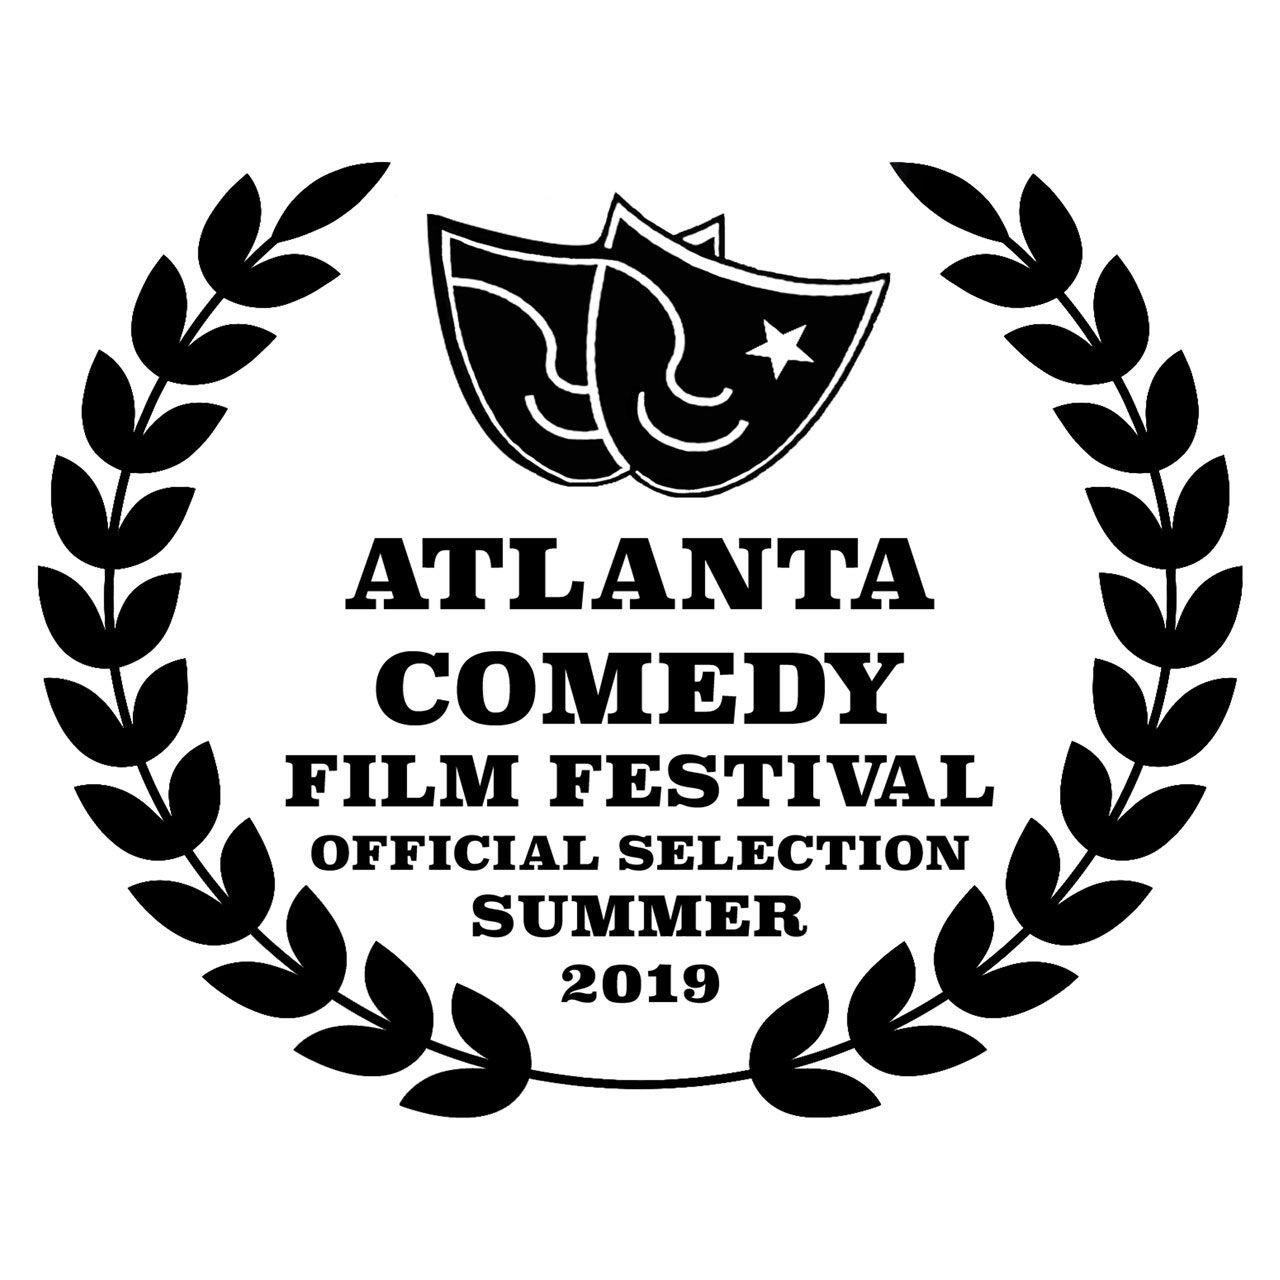 ATLANTA
COMEDY
FILM FESTIVAL
OFFICIAL SELECTION
SUMMER
2019